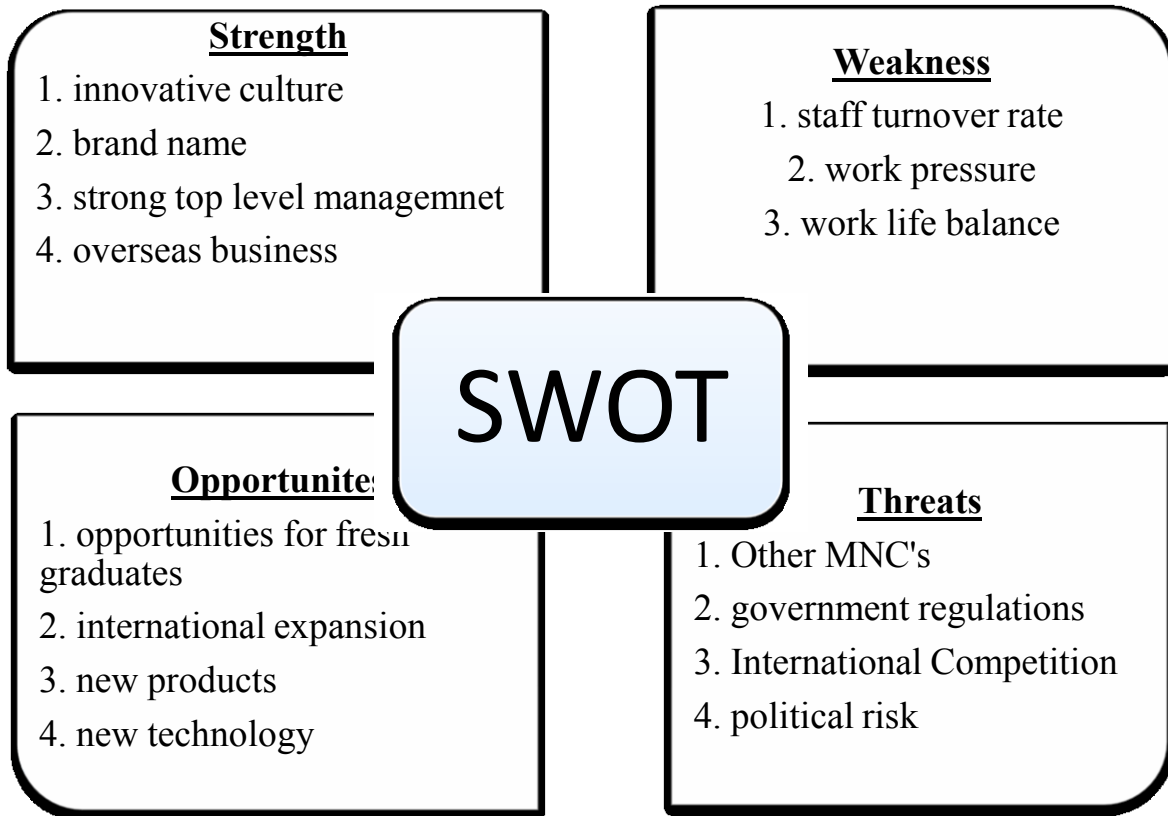 Strength
1. innovative culture
2. brand name
3. strong top level managemnet
4. overseas business
Weakness
1. staff turnover rate
2. work pressure
3. work life balance
SWOT
Opportunites
1. opportunities for fresh
graduates
2. international expansion
3. new products
4. new technology
Threats
1. Other MNC's
2. government regulations
3. International Competition
4. political risk